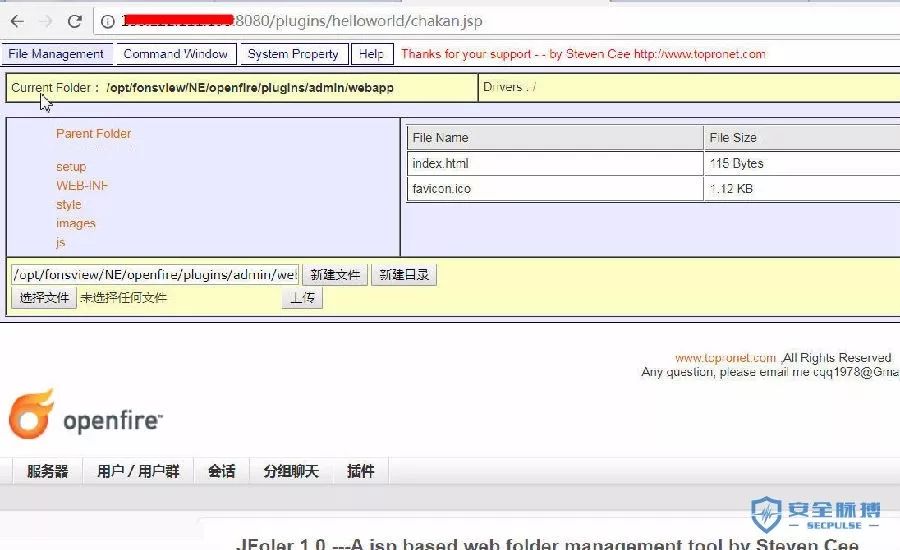 :8080/plugins/helloworld/chakan.jsp
File Management Command Window System Property Help Thanks for your support - - by Steven Cee http://www.topronet.com
Current Folder : /opt/fonsview/NE/openfire/plugins/admin/webapp Drivers : /
Parent Folder
setup
WEB-INF
style
images
js
File Name File Size
index.html 115 Bytes
favicon.ico 1.12 KB
/opt/fonsview/NE/openfire/plugins/admin/wel 新建文件 新建目录
选择文件 未选择任何文件 上传
www.topronet.com ,All Rights Reserved.
Any question, please email me cqq1978@Gma
openfire™
服务器 用户 / 用户群 会话 分组聊天 插件
安全脉搏
SECPULSE
JFoler 1.0 ---A jsp based web folder management tool by Steven Cee